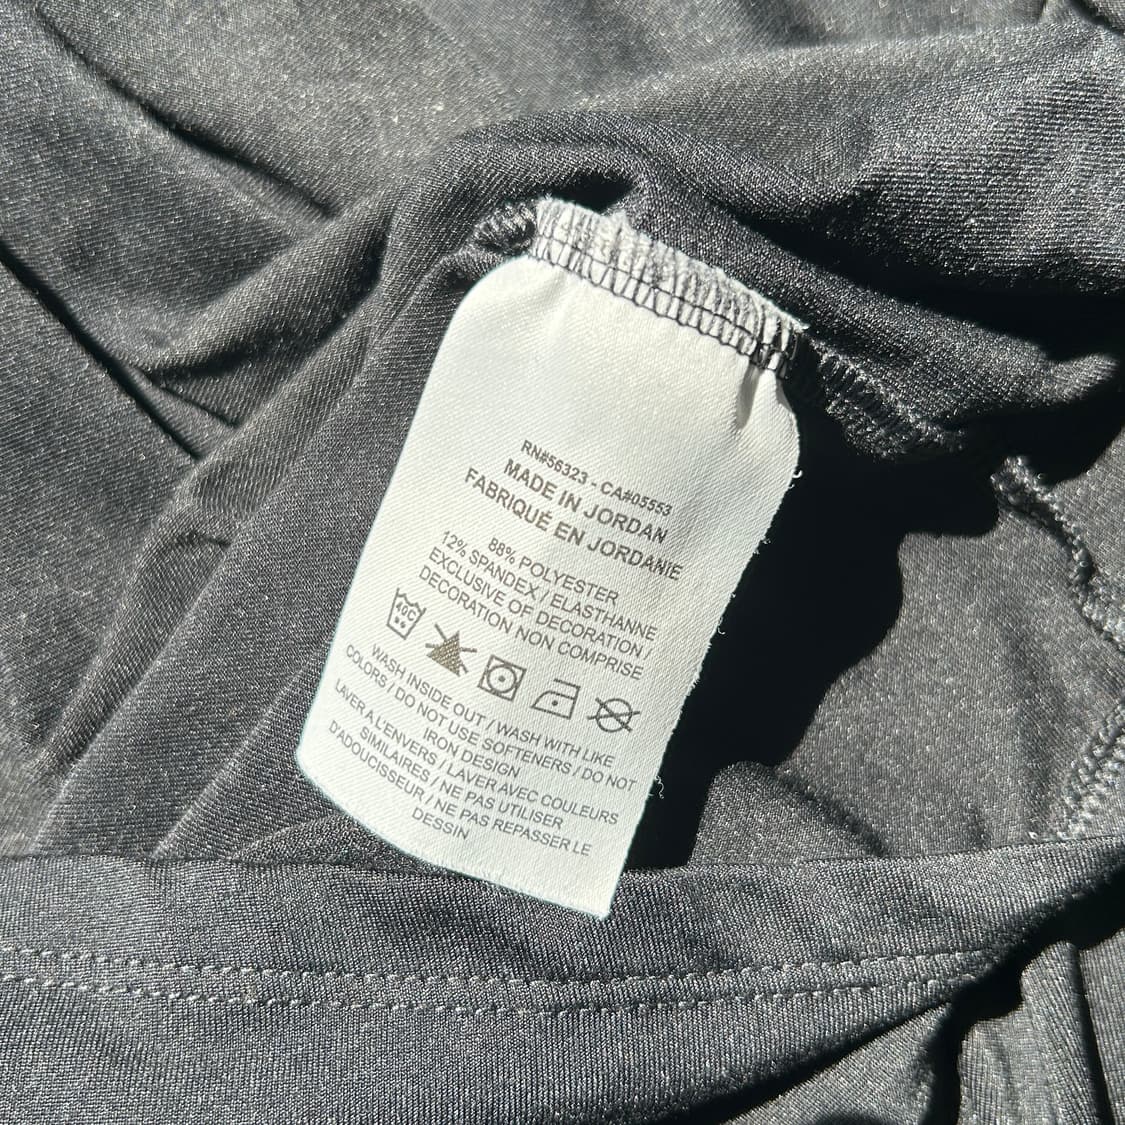 RN#56323 - CA#05553
MADE IN JORDAN
FABRIQUÉ EN JORDANIE
88% POLYESTER
12% SPANDEX / ELASTHANNE
EXCLUSIVE OF DECORATION /
DECORATION NON COMPRISE
40C
WASH INSIDE OUT / WASH WITH LIKE
COLORS / DO NOT USE SOFTENERS / DO NOT
IRON DESIGN
LAVER A L'ENVERS / LAVER AVEC COULEURS
SIMILAIRES / NE PAS UTILISER
D'ADOUCISSEUR / NE PAS REPASSER LE
DESSIN